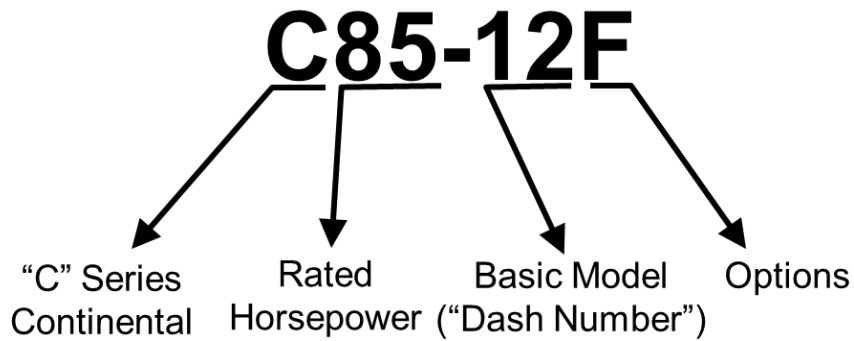 C85-12F
“C” Series
Continental
Rated
Horsepower
Basic Model
(“Dash Number”)
Options